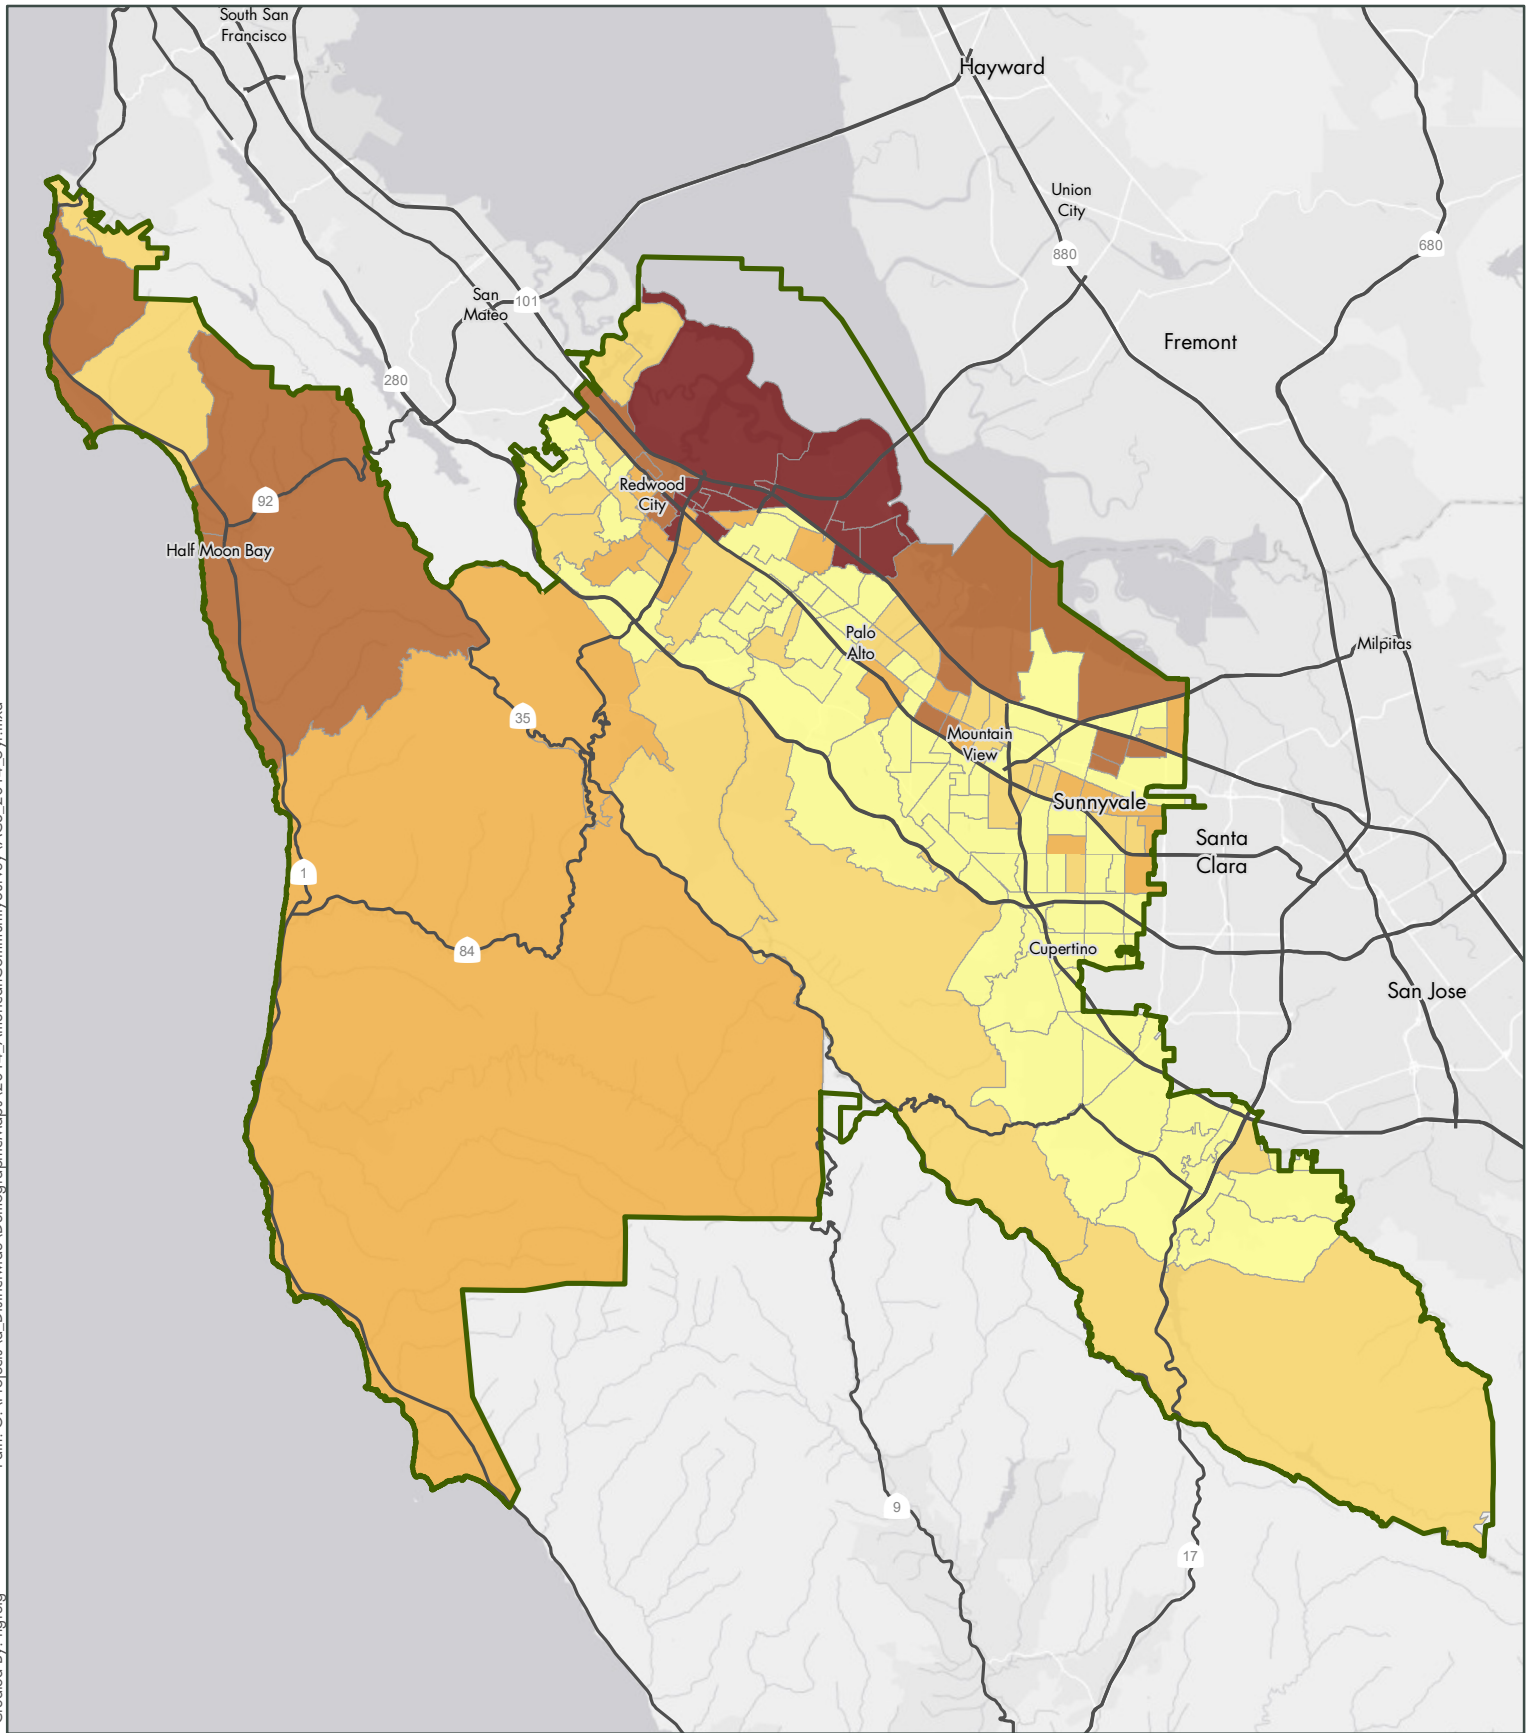 South San
Francisco
Hayward
Union
City
880
680
San
Mateo
101
Fremont
280
Redwood
City
92
Half Moon Bay
Palo
Alto
Milpitas
35
Mountain
View
Sunnyvale
Santa
Clara
1
84
Cupertino
San Jose
9
17